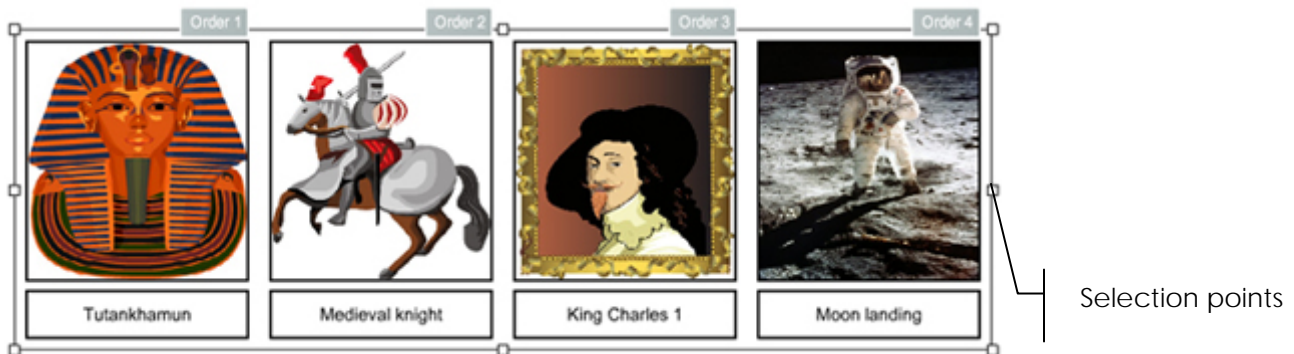 Order 1 Order 2 Order 3 Order 4
Tutankhamun Medieval knight King Charles 1 Moon landing
Selection points